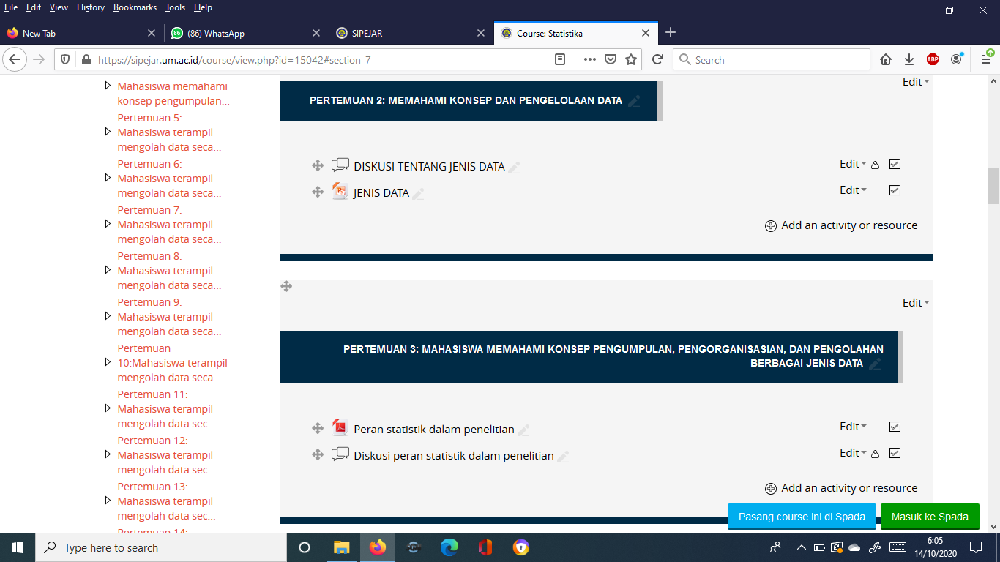 File Edit View History Bookmarks Tools Help
New Tab
(86) WhatsApp
SIPEJAR
Course: Statistika
https://sipejar.um.ac.id/course/view.php?id=15042#section-7
Search
ABP
Mahasiswa memahami
konsep pengumpulan...
Pertemuan 5:
Mahasiswa terampil
mengolah data seca...
Pertemuan 6:
Mahasiswa terampil
mengolah data seca...
Pertemuan 7:
Mahasiswa terampil
mengolah data seca...
Pertemuan 8:
Mahasiswa terampil
mengolah data seca...
Pertemuan 9:
Mahasiswa terampil
mengolah data seca...
Pertemuan
10:Mahasiswa terampil
mengolah data seca...
Pertemuan 11:
Mahasiswa terampil
mengolah data sec...
Pertemuan 12:
Mahasiswa terampil
mengolah data sec...
Pertemuan 13:
Mahasiswa terampil
mengolah data sec...
Pertemuan 14:
Edit
PERTEMUAN 2: MEMAHAMI KONSEP DAN PENGELOLAAN DATA
DISKUSI TENTANG JENIS DATA
Edit
JENIS DATA
Edit
Add an activity or resource
Edit
PERTEMUAN 3: MAHASISWA MEMAHAMI KONSEP PENGUMPULAN, PENGORGANISASIAN, DAN PENGOLAHAN
BERBAGAI JENIS DATA
Peran statistik dalam penelitian
Edit
Diskusi peran statistik dalam penelitian
Edit
Add an activity or resource
Pasang course ini di Spada
Masuk ke Spada
Type here to search
6:05
14/10/2020